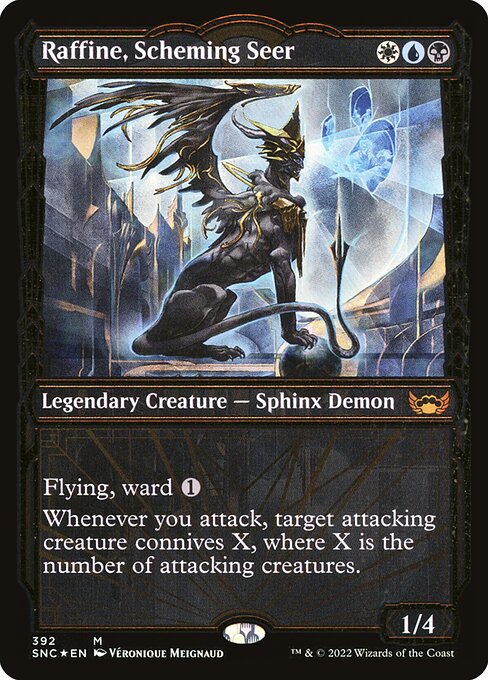 Raffine, Scheming Seer
Legendary Creature — Sphinx Demon
Flying, ward 1
Whenever you attack, target attacking
creature connives X, where X is the
number of attacking creatures.
1/4
392 M
SNC★EN Véronique Meignaud
™ & © 2022 Wizards of the Coast